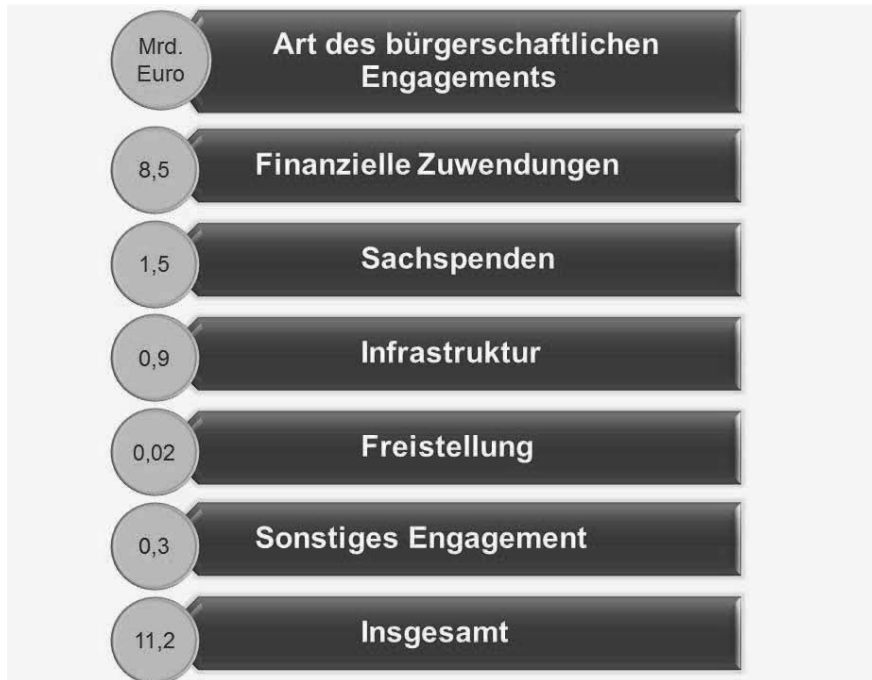 Mrd.
Euro
Art des bürgerschaftlichen
Engagements
8,5
Finanzielle Zuwendungen
1,5
Sachspenden
0,9
Infrastruktur
0,02
Freistellung
0,3
Sonstiges Engagement
11,2
Insgesamt